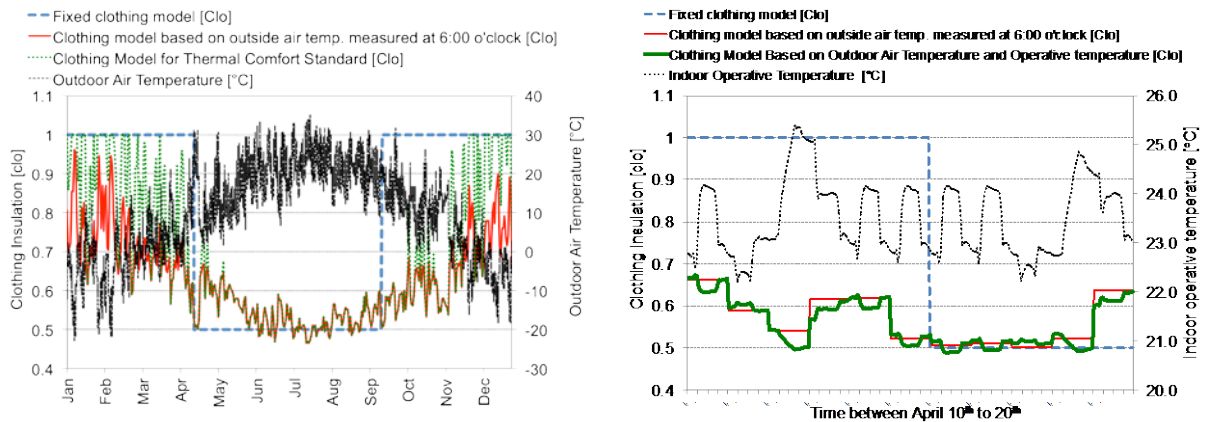 Fixed clothing model [Clo]
Clothing model based on outside air temp. measured at 6:00 o'clock [Clo]
Clothing Model for Thermal Comfort Standard [Clo]
Outdoor Air Temperature [°C]
1.1
1
0.9
0.8
0.7
0.6
0.5
0.4
Clothing Insulation [clo]
40
30
20
10
0
-10
-20
-30
Outdoor Air Temperature [°C]
Jan
Feb
Mar
Apr
May
Jun
Jul
Aug
Sep
Oct
Nov
Dec
Fixed clothing model [Clo]
Clothing model based on outside air temp. measured at 6:00 o'clock [Clo]
Clothing Model Based on Outdoor Air Temperature and Operative temperature [Clo]
Indoor Operative Temperature [°C]
1.1
1
0.9
0.8
0.7
0.6
0.5
0.4
Clothing Insulation [clo]
26.0
25.0
24.0
23.0
22.0
21.0
20.0
Indoor operative temperature [°C]
Time between April 10th to 20th